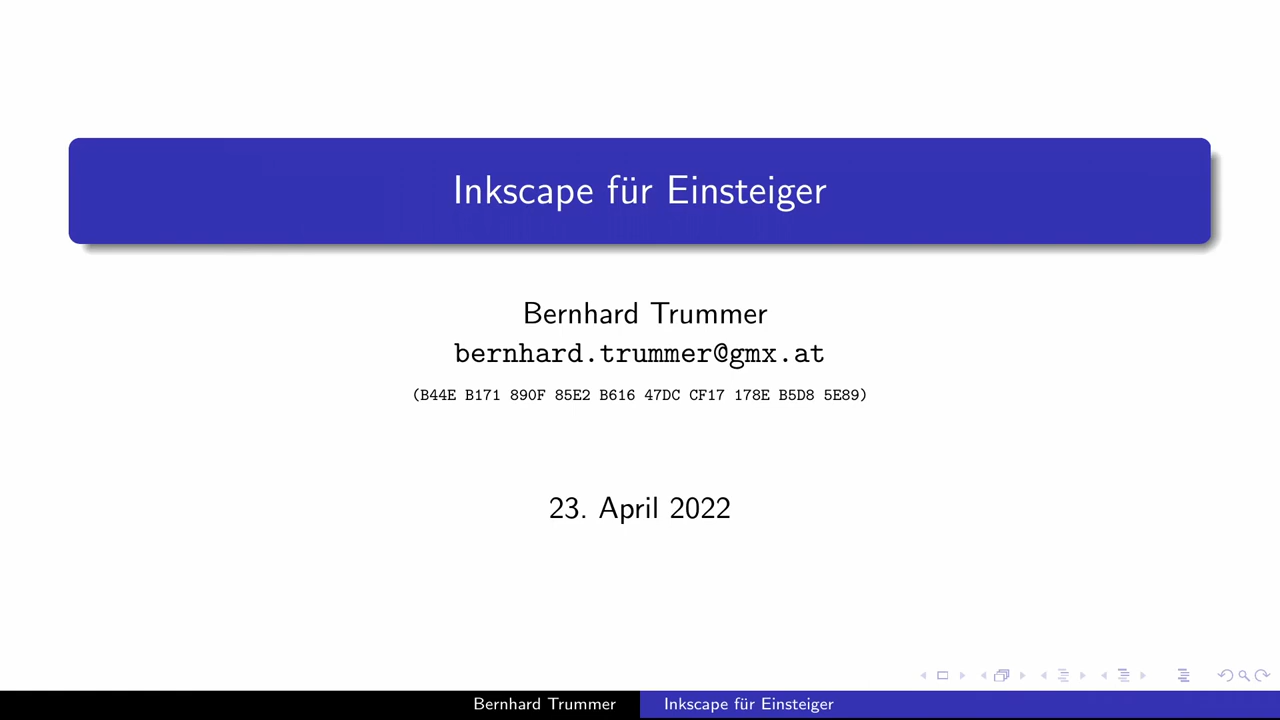 Inkscape für Einsteiger
Bernhard Trummer
bernhard.trummer@gmx.at
(B44E B171 890F 85E2 B616 47DC CF17 178E B5D8 5E89)
23. April 2022
Bernhard Trummer
Inkscape für Einsteiger